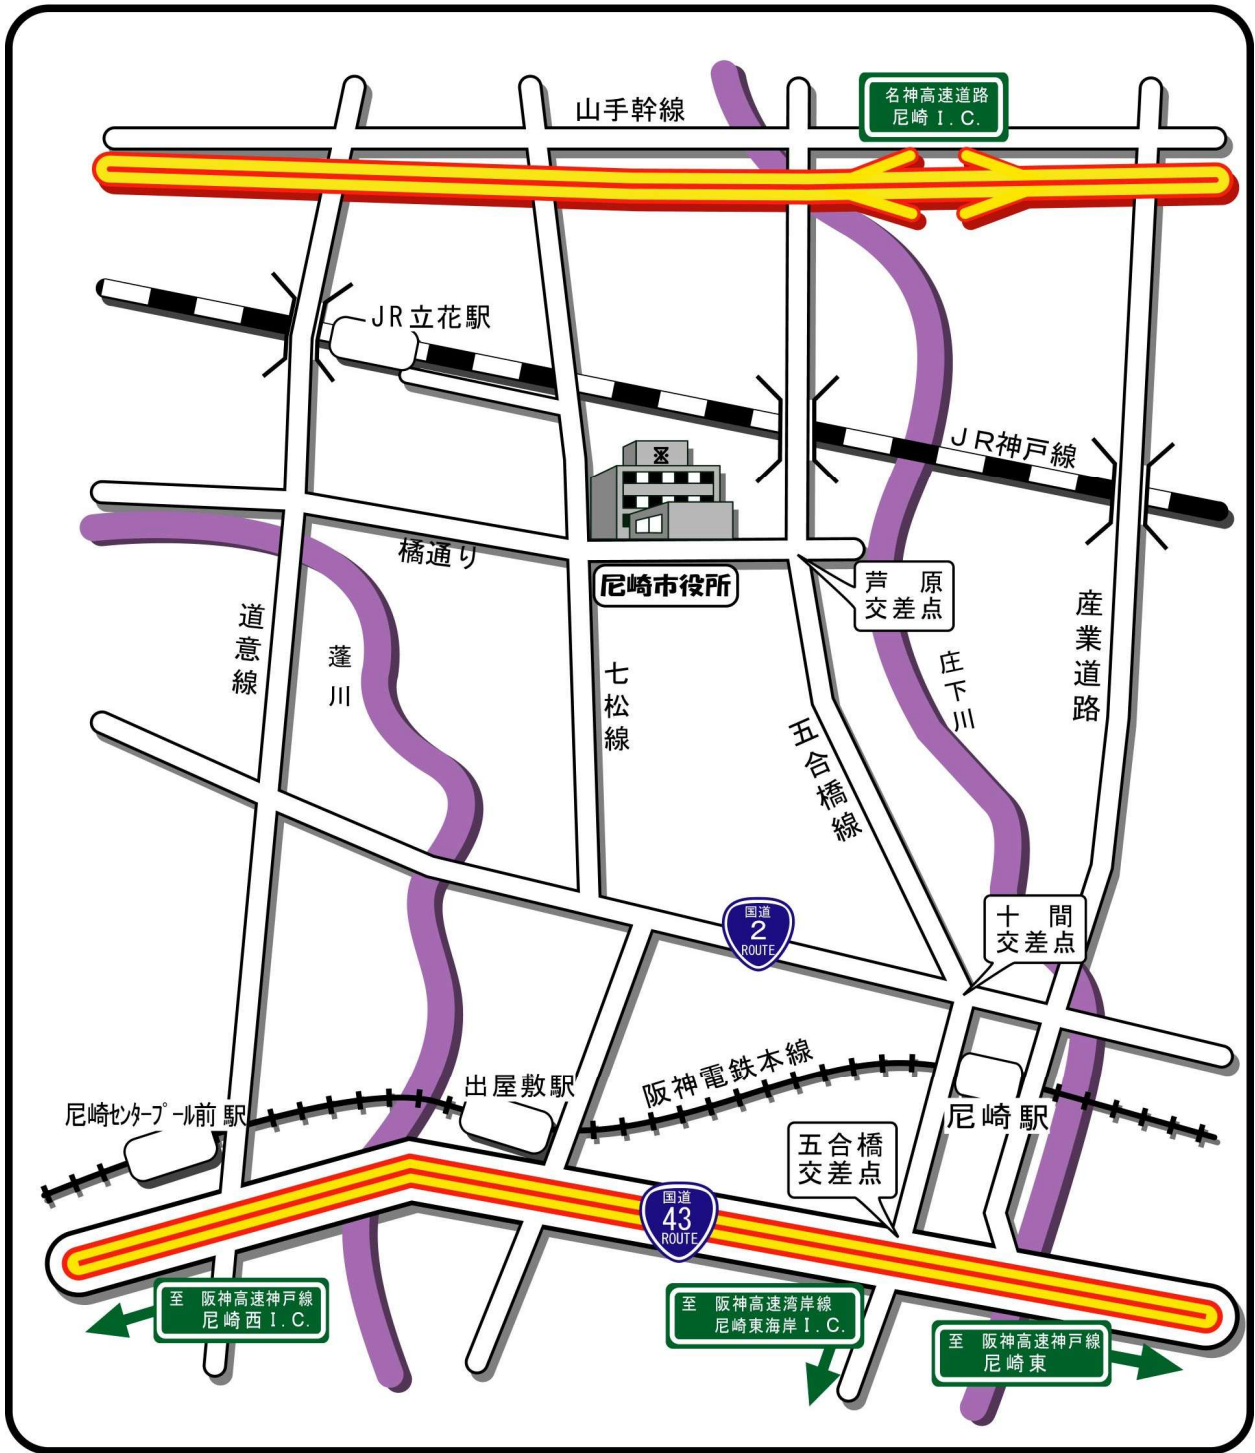 名神高速道路
尼崎 I.C.
山手幹線
JR立花駅
JR神戸線
橘通り
尼崎市役所
芦原
交差点
道意線
蓬川
七松線
五合橋線
庄下川
産業道路
国道
2
ROUTE
十間
交差点
阪神電鉄本線
出屋敷駅
尼崎センタープール前駅
尼崎駅
五合橋
交差点
国道
43
ROUTE
至 阪神高速神戸線
尼崎西 I.C.
至 阪神高速湾岸線
尼崎東海岸 I.C.
至 阪神高速神戸線
尼崎東